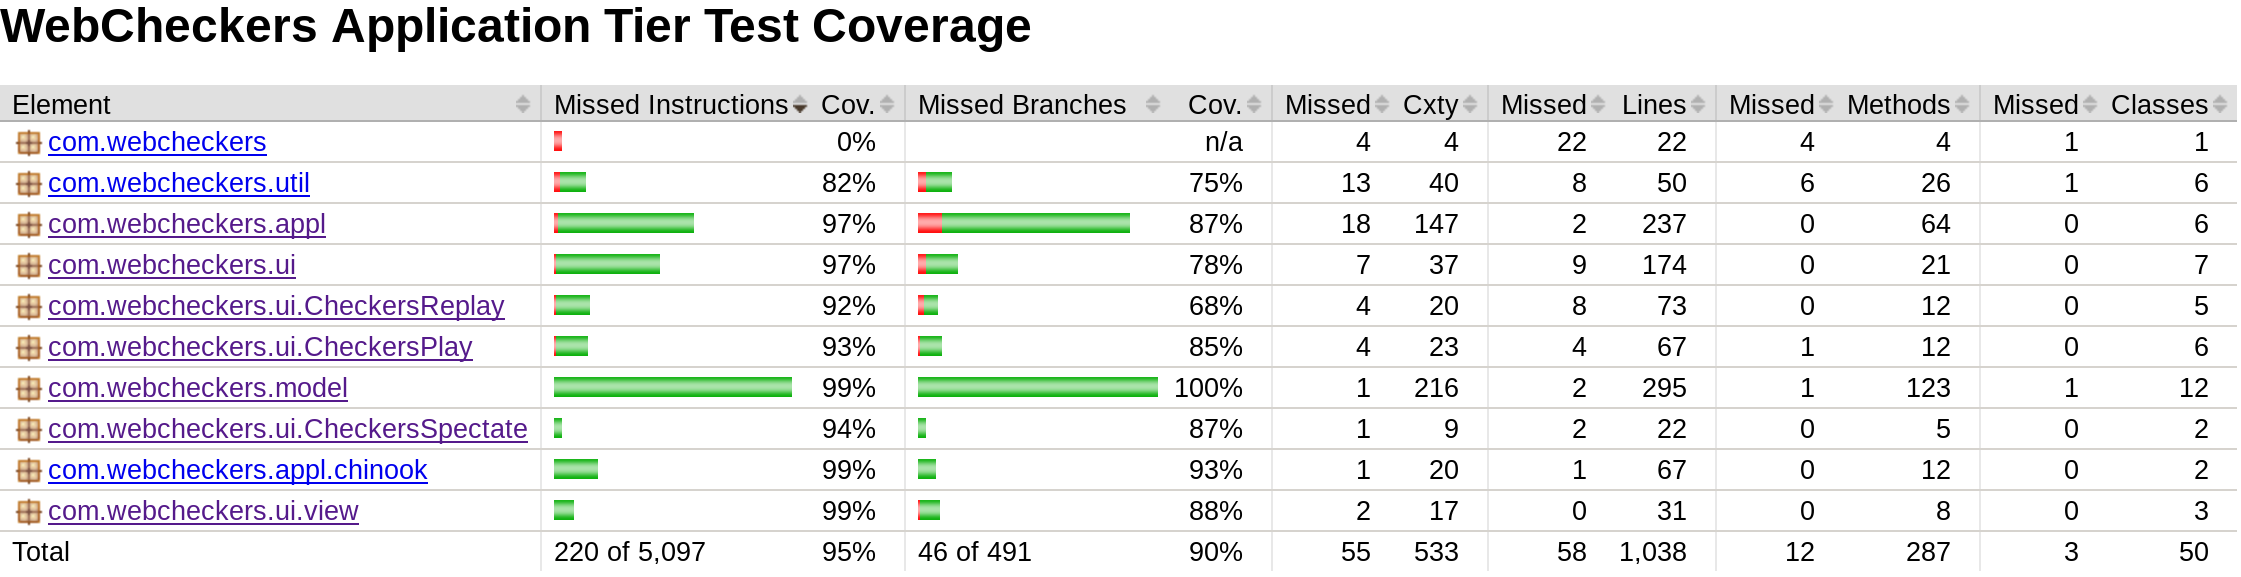 WebCheckers Application Tier Test Coverage
Element Missed Instructions Cov. Missed Branches Cov. Missed Cxty Missed Lines Missed Methods Missed Classes
com.webcheckers 0% n/a 4 4 22 22 4 4 1 1
com.webcheckers.util 82% 75% 13 40 8 50 6 26 1 6
com.webcheckers.appl 97% 87% 18 147 2 237 0 64 0 6
com.webcheckers.ui 97% 78% 7 37 9 174 0 21 0 7
com.webcheckers.ui.CheckersReplay 92% 68% 4 20 8 73 0 12 0 5
com.webcheckers.ui.CheckersPlay 93% 85% 4 23 4 67 1 12 0 6
com.webcheckers.model 99% 100% 1 216 2 295 1 123 1 12
com.webcheckers.ui.CheckersSpectate 94% 87% 1 9 2 22 0 5 0 2
com.webcheckers.appl.chinook 99% 93% 1 20 1 67 0 12 0 2
com.webcheckers.ui.view 99% 88% 2 17 0 31 0 8 0 3
Total 220 of 5,097 95% 46 of 491 90% 55 533 58 1,038 12 287 3 50